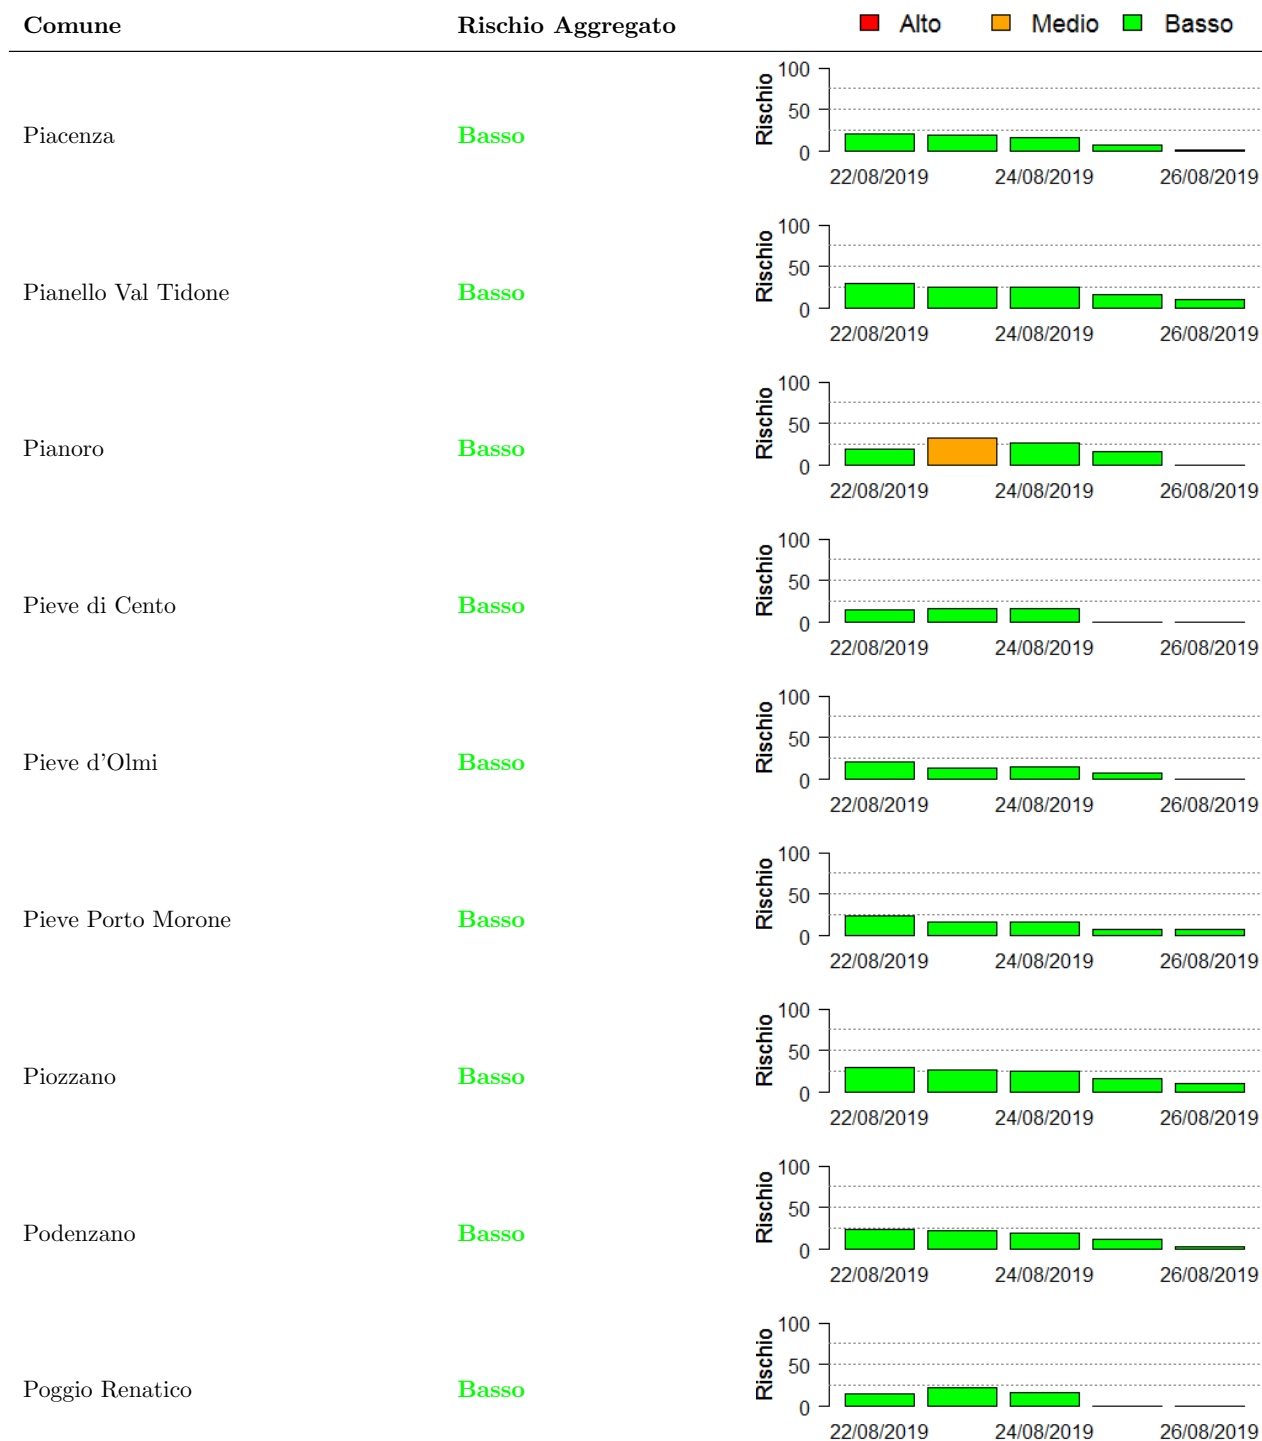 Comune Rischio Aggregato Alto Medio Basso
Piacenza Basso Rischio 100 50 0
22/08/2019 24/08/2019 26/08/2019
Pianello Val Tidone Basso Rischio 100 50 0
22/08/2019 24/08/2019 26/08/2019
Pianoro Basso Rischio 100 50 0
22/08/2019 24/08/2019 26/08/2019
Pieve di Cento Basso Rischio 100 50 0
22/08/2019 24/08/2019 26/08/2019
Pieve d'Olmi Basso Rischio 100 50 0
22/08/2019 24/08/2019 26/08/2019
Pieve Porto Morone Basso Rischio 100 50 0
22/08/2019 24/08/2019 26/08/2019
Piozzano Basso Rischio 100 50 0
22/08/2019 24/08/2019 26/08/2019
Podenzano Basso Rischio 100 50 0
22/08/2019 24/08/2019 26/08/2019
Poggio Renatico Basso Rischio 100 50 0
22/08/2019 24/08/2019 26/08/2019